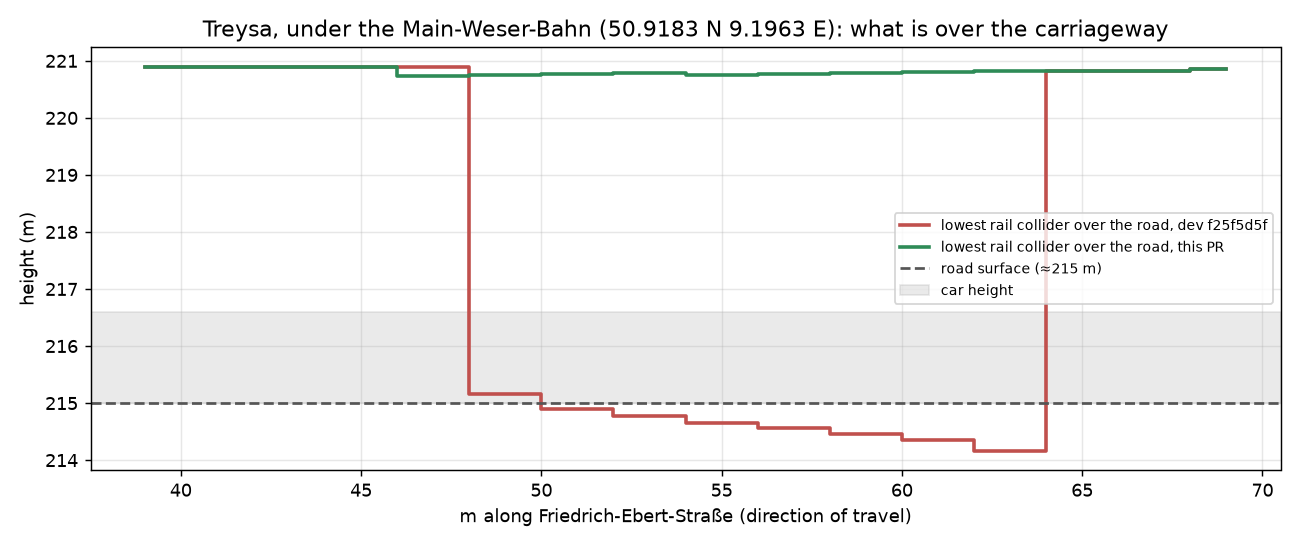 Treysa, under the Main-Weser-Bahn (50.9183 N 9.1963 E): what is over the carriageway
height (m)
221
220
219
218
217
216
215
214
lowest rail collider over the road, dev f25f5d5f
lowest rail collider over the road, this PR
road surface (≈215 m)
car height
40
45
50
55
60
65
70
m along Friedrich-Ebert-Straße (direction of travel)